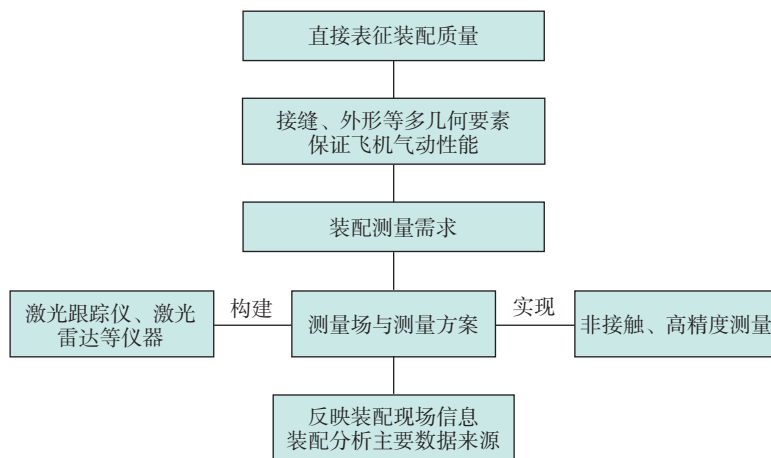 直接表征装配质量
接缝、外形等多几何要素
保证飞机气动性能
装配测量需求
激光跟踪仪、激光
雷达等仪器
构建
测量场与测量方案
实现
非接触、高精度测量
反映装配现场信息
装配分析主要数据来源